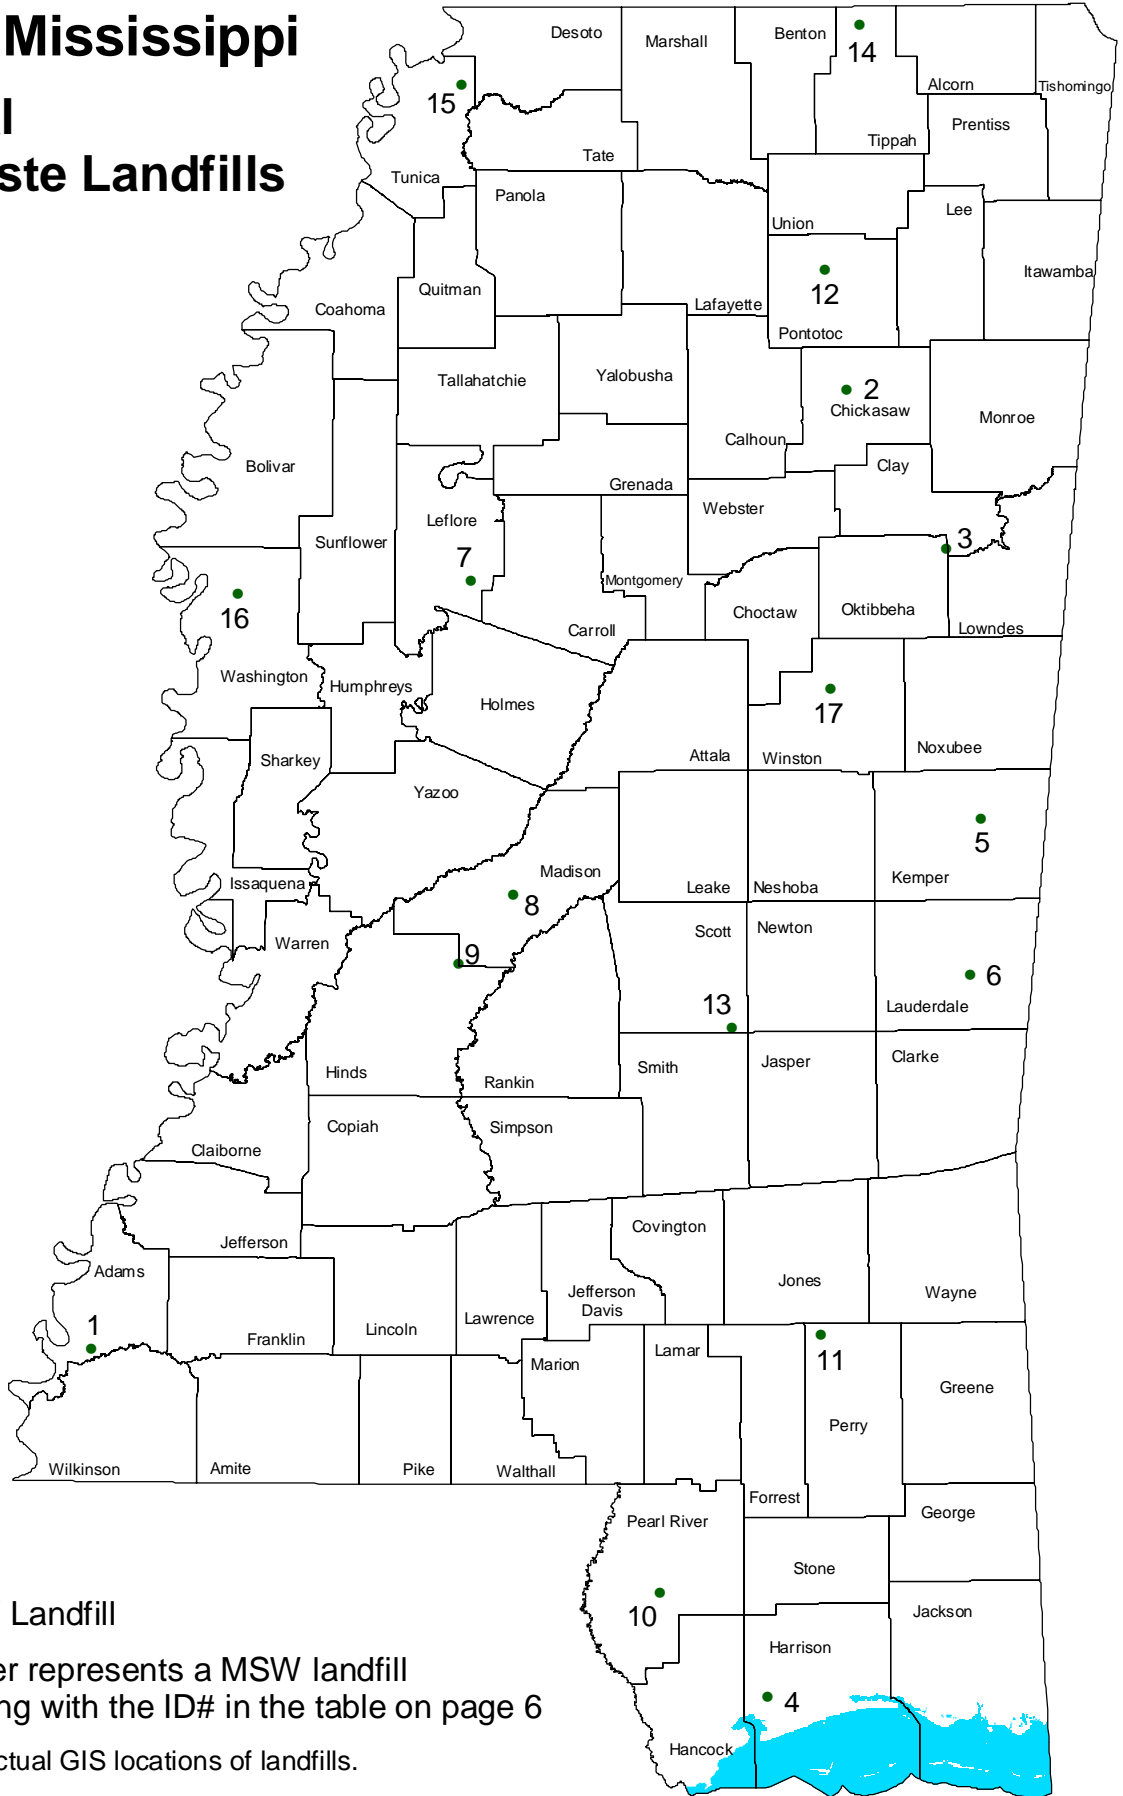 Mississippi
l
ste Landfills
Desoto
Marshall
Benton
14
Alcorn
Tishomingo
15
Prentiss
Tippah
Tate
Tunica
Panola
Lee
Union
Itawamba
Quitman
12
Lafayette
Coahoma
Pontotoc
Tallahatchie
Yalobusha
2
Chickasaw
Monroe
Calhoun
Bolivar
Clay
Grenada
Webster
Leflore
Sunflower
3
7
Montgomery
16
Choctaw
Oktibbeha
Carroll
Lowndes
Washington
Humphreys
Holmes
17
Sharkey
Attala
Winston
Noxubee
Yazoo
5
Madison
Issaquena
Leake
Neshoba
Kemper
8
Warren
Scott
Newton
9
6
13
Lauderdale
Hinds
Rankin
Smith
Jasper
Clarke
Copiah
Simpson
Claiborne
Covington
Jefferson
Adams
Jones
Wayne
Jefferson
Davis
1
Lincoln
Lawrence
Franklin
Marion
Lamar
11
Greene
Perry
Wilkinson
Amite
Pike
Walthall
Forrest
Pearl River
George
Stone
10
Landfill
Jackson
Harrison
er represents a MSW landfill
ng with the ID# in the table on page 6
4
Hancock
ctual GIS locations of landfills.